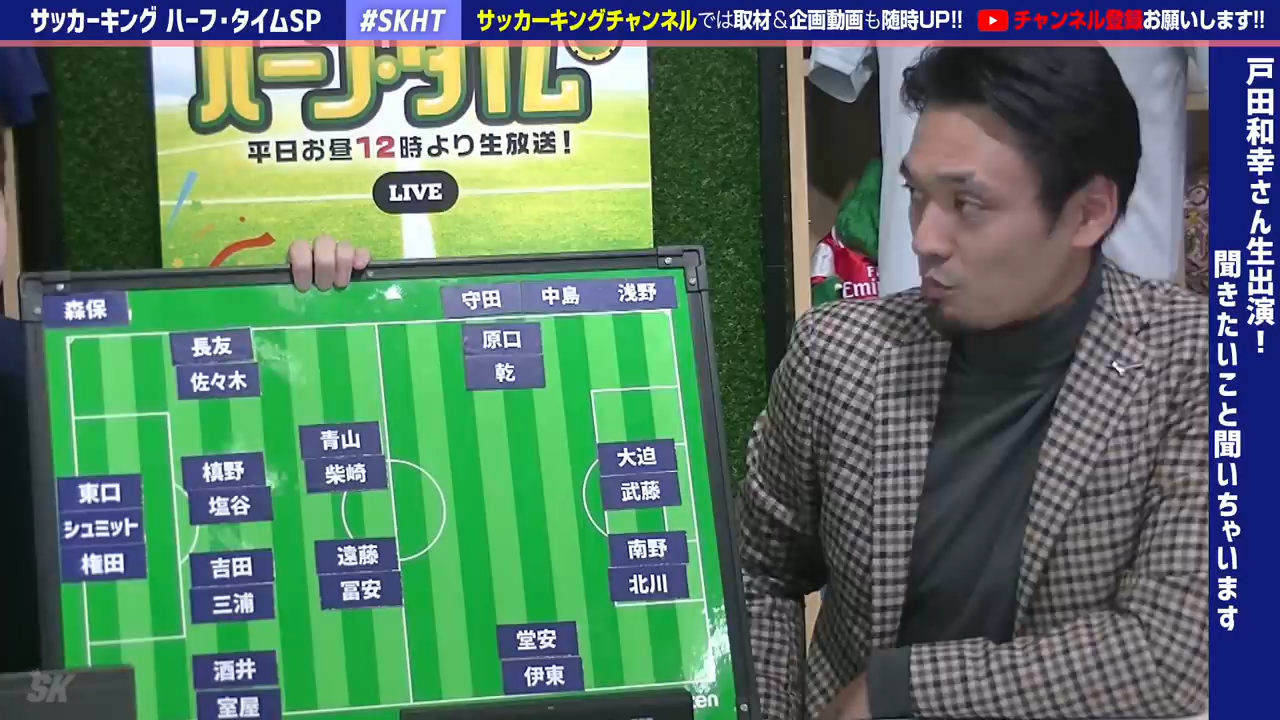 サッカーキング ハーフ・タイムSP
#SKHT
サッカーキングチャンネルでは取材＆企画動画も随時UP!!
チャンネル登録お願いします!!
戸田和幸さん生出演！
聞きたいこと聞いちゃいます
ハーフ・タイム
平日お昼12時より生放送！
LIVE
森保
守田
中島
浅野
長友
佐々木
原口
乾
青山
柴崎
槙野
塩谷
大迫
武藤
東口
シュミット
権田
吉田
三浦
遠藤
冨安
南野
北川
堂安
伊東
酒井
室屋
SK